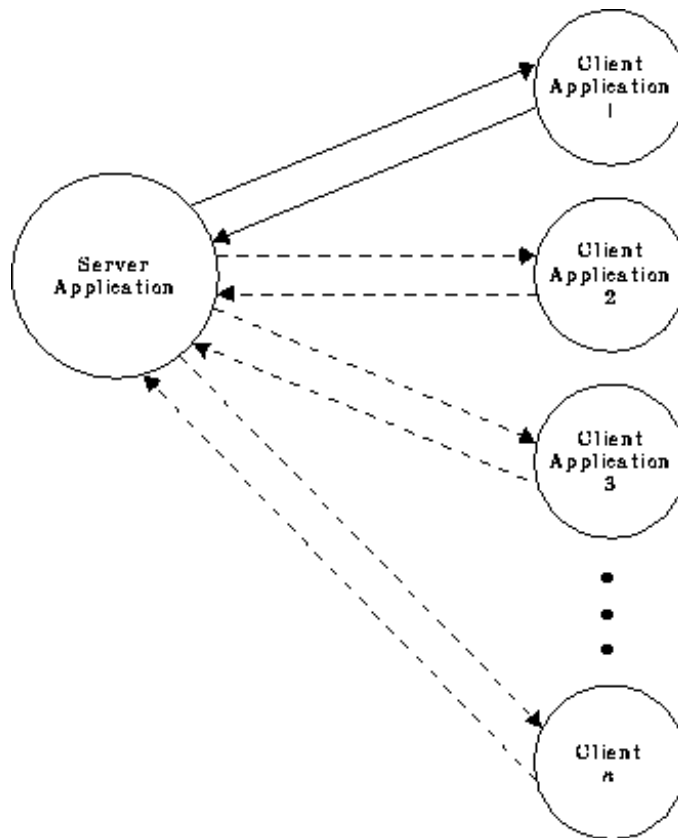 Client
Application
1
Server
Application
Client
Application
2
Client
Application
3
Client
n